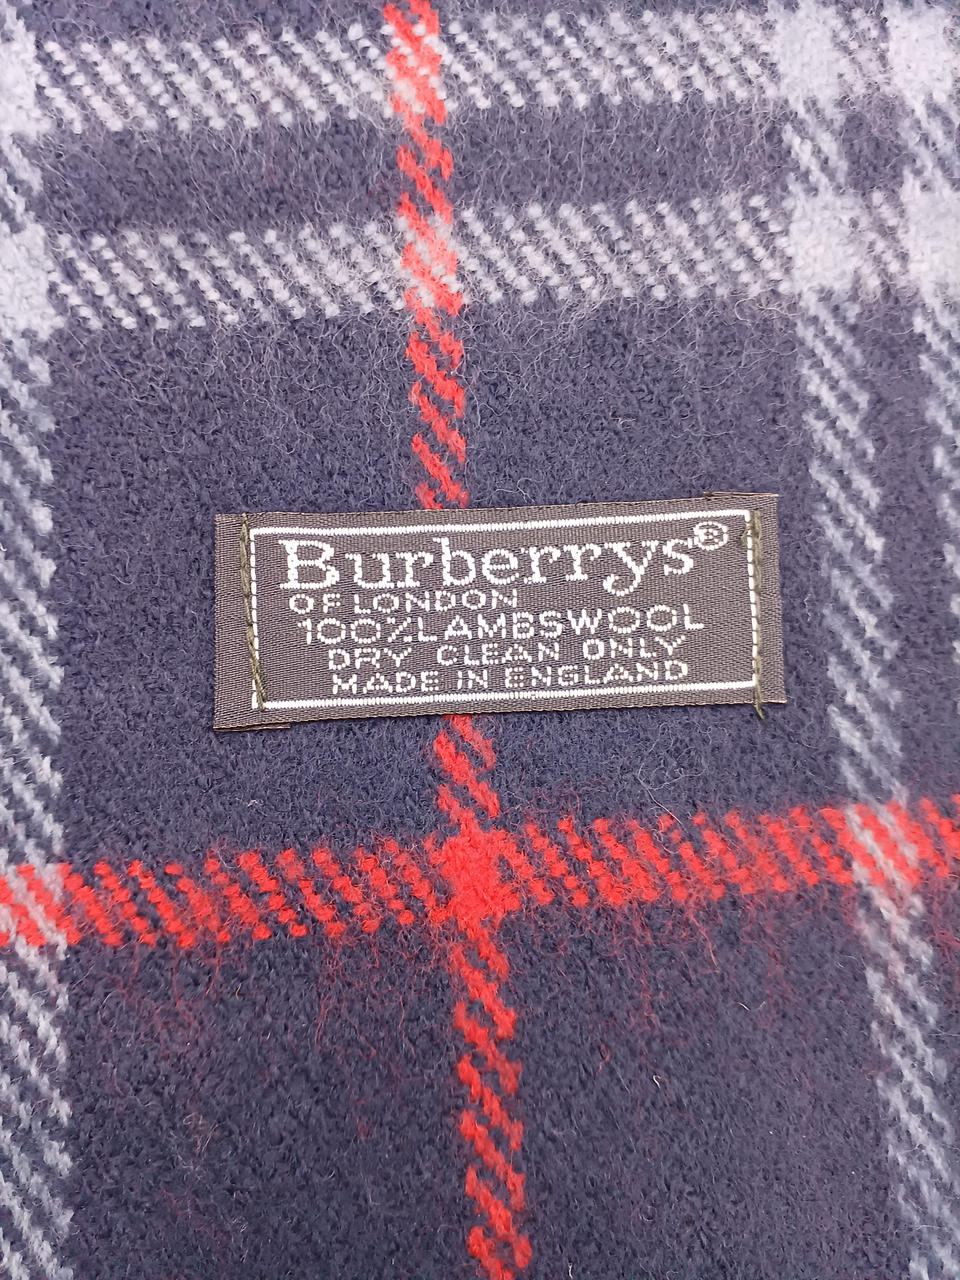 Burberrys®
OF LONDON
100% LAMBSWOOL
DRY CLEAN ONLY
MADE IN ENGLAND